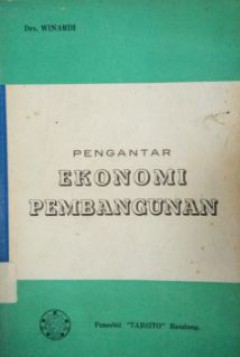 Drs. WINARDI
PENGANTAR
EKONOMI
PEMBANGUNAN
Penerbit "TARSITO" Bandung.